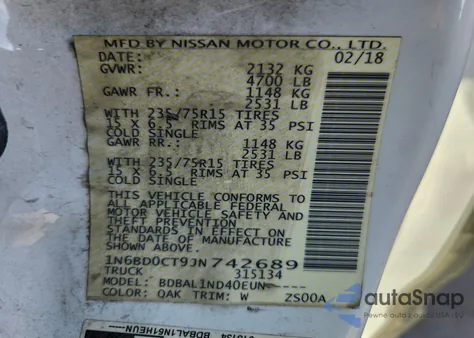 MFD BY NISSAN MOTOR CO., LTD.
DATE: 02/18
GVWR: 2132 KG
4700 LB
GAWR FR.: 1148 KG
2531 LB
WITH 235/75R15 TIRES
15 X 6.5 RIMS AT 35 PSI
COLD SINGLE
GAWR RR.: 1148 KG
2531 LB
WITH 235/75R15 TIRES
15 X 6.5 RIMS AT 35 PSI
COLD SINGLE
THIS VEHICLE CONFORMS TO
ALL APPLICABLE FEDERAL
MOTOR VEHICLE SAFETY AND
THEFT PREVENTION
STANDARDS IN EFFECT ON
THE DATE OF MANUFACTURE
SHOWN ABOVE.
1N6BD0CT9JN742689
TRUCK 315134
MODEL: BDBAL1ND40EUN-----
COLOR: QAK TRIM: W ZS00A
autoSnap
315134 BDBAL1N61HEUN